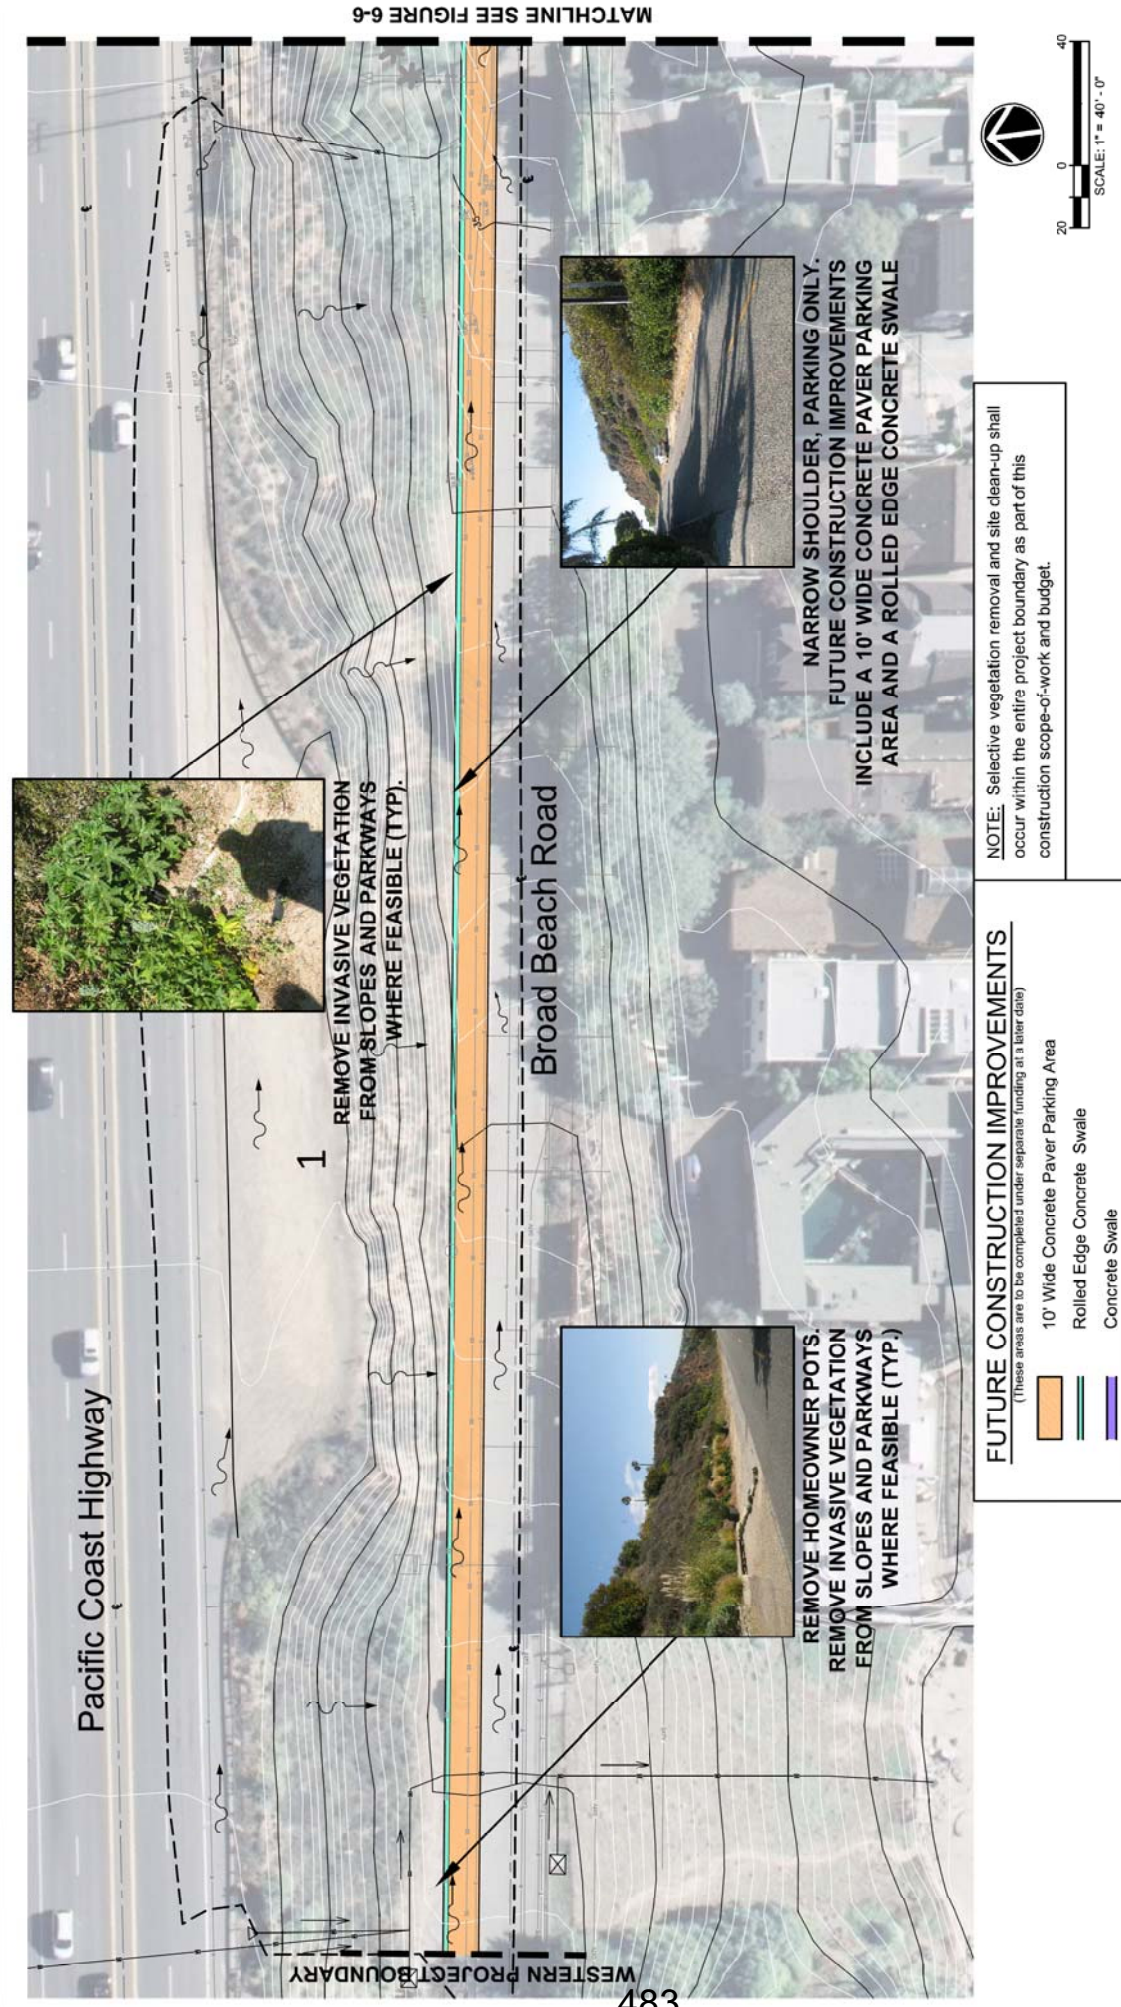 MATCHLINE SEE FIGURE 6-6
Pacific Coast Highway
REMOVE INVASIVE VEGETATION
FROM SLOPES AND PARKWAYS
WHERE FEASIBLE (TYP).
1
Broad Beach Road
NARROW SHOULDER, PARKING ONLY.
FUTURE CONSTRUCTION IMPROVEMENTS
INCLUDE A 10' WIDE CONCRETE PAVER PARKING
AREA AND A ROLLED EDGE CONCRETE SWALE
REMOVE HOMEOWNER POTS.
REMOVE INVASIVE VEGETATION
FROM SLOPES AND PARKWAYS
WHERE FEASIBLE (TYP.)
WESTERN PROJECT BOUNDARY
FUTURE CONSTRUCTION IMPROVEMENTS
(These areas are to be completed under separate funding at a later date)
10' Wide Concrete Paver Parking Area
Rolled Edge Concrete Swale
Concrete Swale
NOTE: Selective vegetation removal and site clean-up shall
occur within the entire project boundary as part of this
construction scope-of-work and budget.
20 0 40
SCALE: 1" = 40' - 0"
483